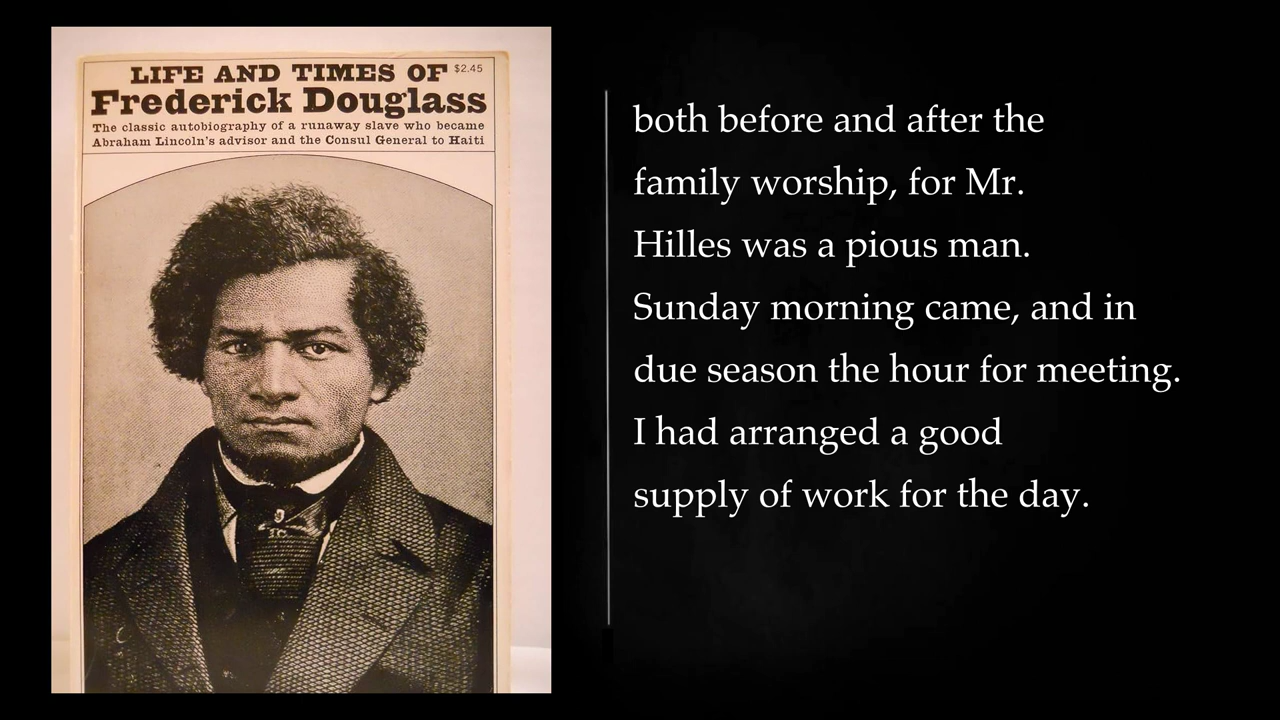 LIFE AND TIMES OF $2.45
Frederick Douglass
The classic autobiography of a runaway slave who became
Abraham Lincoln's advisor and the Consul General to Haiti
both before and after the
family worship, for Mr.
Hilles was a pious man.
Sunday morning came, and in
due season the hour for meeting.
I had arranged a good
supply of work for the day.